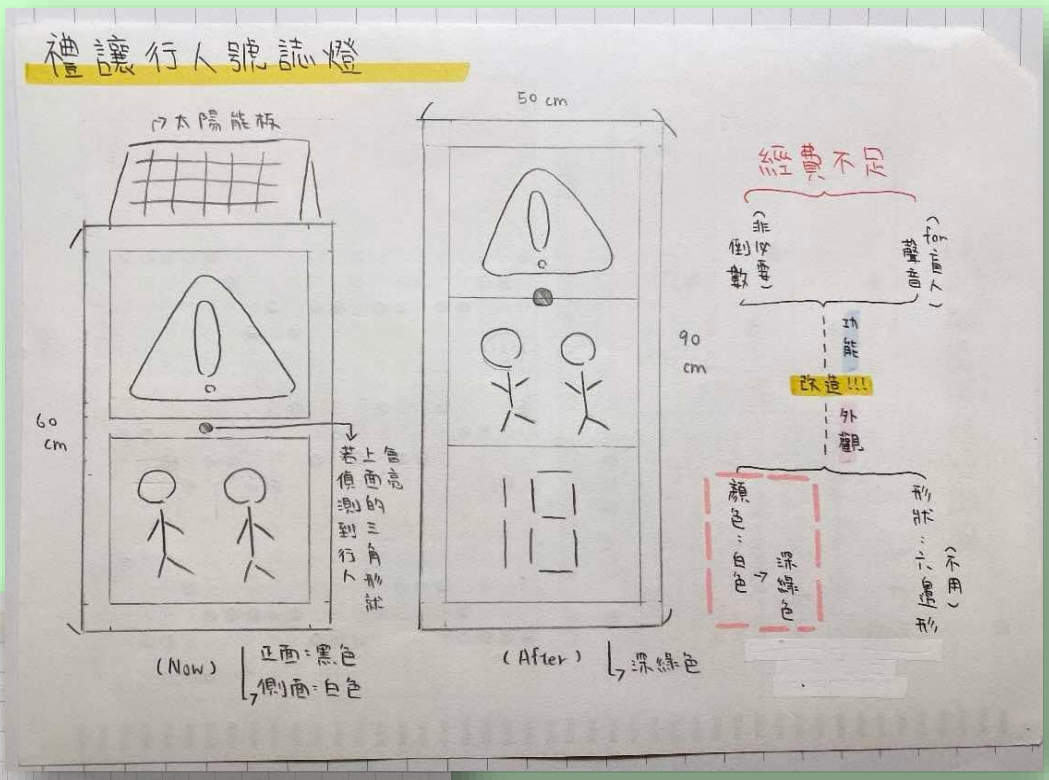 禮讓行人號誌燈
太陽能板
60 cm
若偵測到行人
上面的三角形狀
會亮
(Now)
正面:黑色
側面:白色
50 cm
90 cm
18
(After)
深綠色
經費不足
倒數
(非必要)
聲音
(for 盲人)
功能
改造!!!
外觀
顏色:白色
→深綠色
形狀:六邊形
(不用)